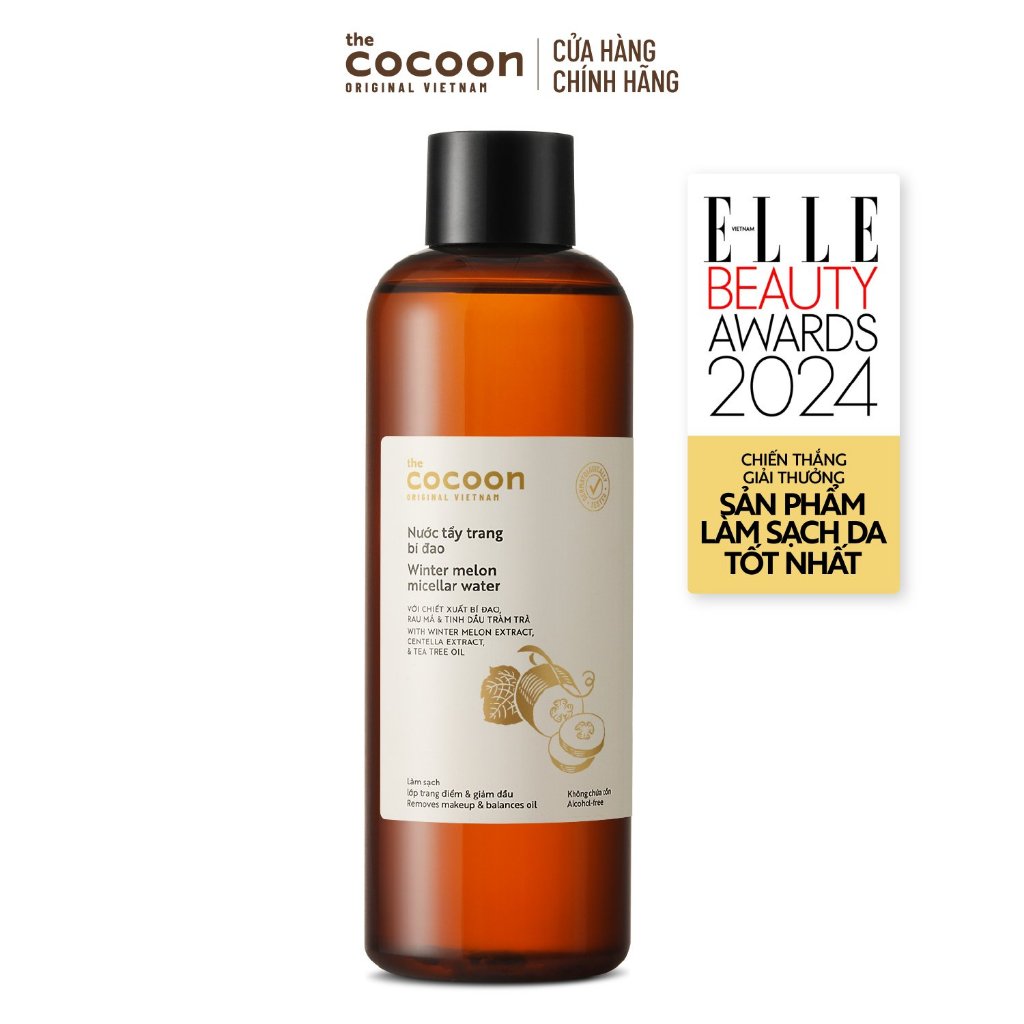 the
cocoon
ORIGINAL VIETNAM
CỬA HÀNG
CHÍNH HÃNG
ELLE
VIETNAM
BEAUTY
AWARDS
2024
CHIẾN THẮNG
GIẢI THƯỞNG
SẢN PHẨM
LÀM SẠCH DA
TỐT NHẤT
the
cocoon
ORIGINAL VIETNAM
DERMATOLOGICALLY
TESTED
Nước tẩy trang
bí đao
Winter melon
micellar water
VỚI CHIẾT XUẤT BÍ ĐAO,
RAU MÁ & TINH DẦU TRÀM TRÀ
WITH WINTER MELON EXTRACT,
CENTELLA EXTRACT,
& TEA TREE OIL
Làm sạch
lớp trang điểm & giảm dầu
Removes makeup & balances oil
Không chứa cồn
Alcohol-free